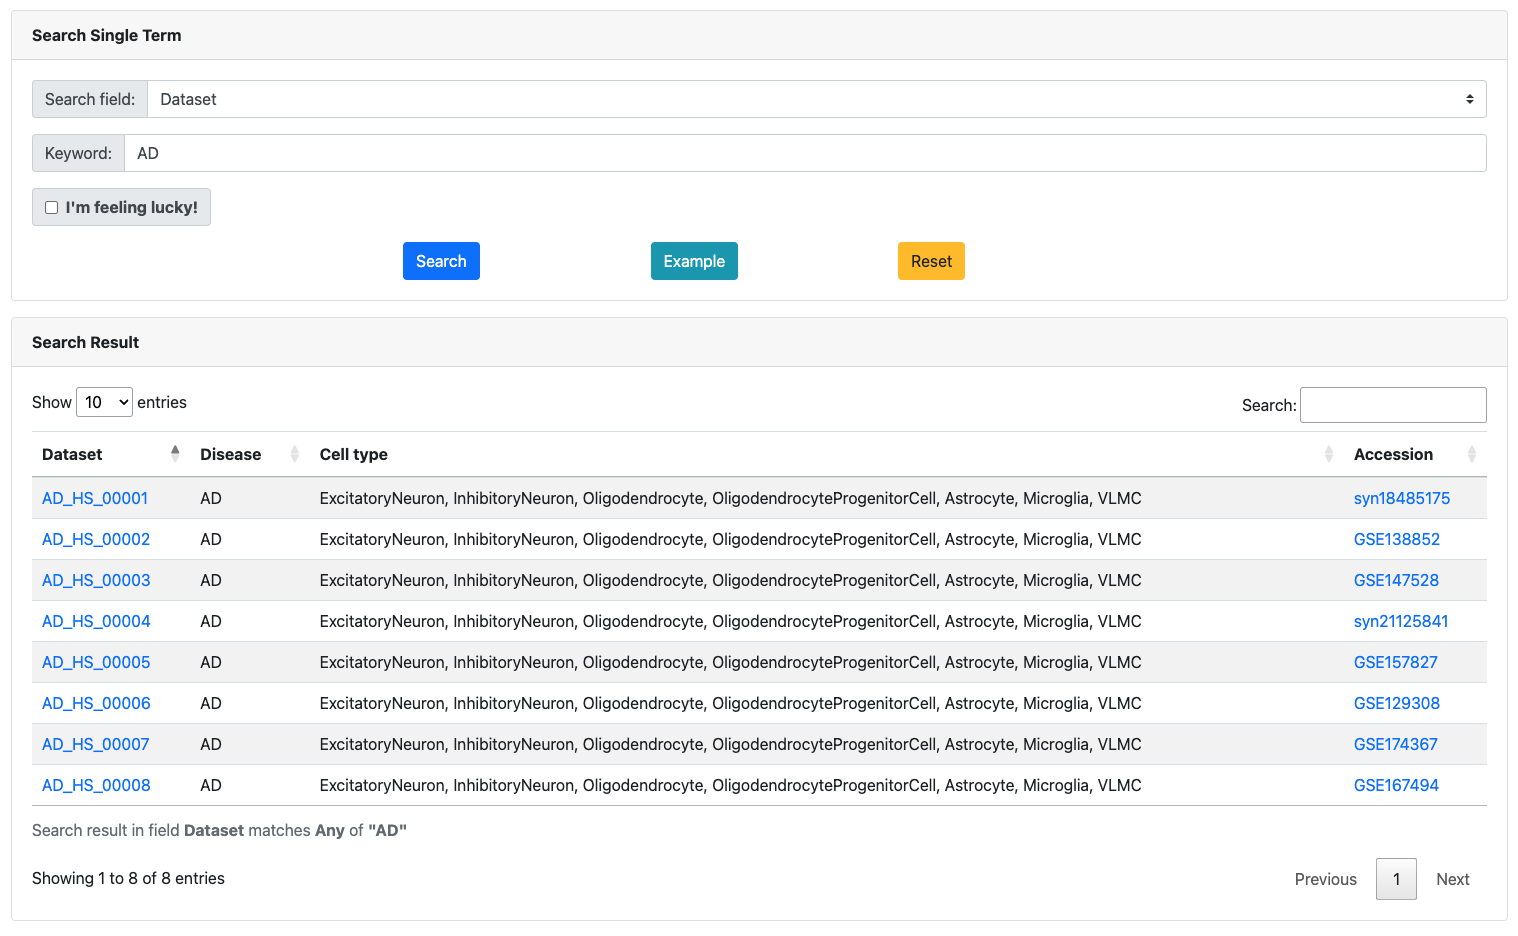 Search Single Term
Search field: Dataset
Keyword: AD
I'm feeling lucky!
Search Example Reset
Search Result
Show 10 entries Search:
Dataset Disease Cell type Accession
AD_HS_00001 AD ExcitatoryNeuron, InhibitoryNeuron, Oligodendrocyte, OligodendrocyteProgenitorCell, Astrocyte, Microglia, VLMC syn18485175
AD_HS_00002 AD ExcitatoryNeuron, InhibitoryNeuron, Oligodendrocyte, OligodendrocyteProgenitorCell, Astrocyte, Microglia, VLMC GSE138852
AD_HS_00003 AD ExcitatoryNeuron, InhibitoryNeuron, Oligodendrocyte, OligodendrocyteProgenitorCell, Astrocyte, Microglia, VLMC GSE147528
AD_HS_00004 AD ExcitatoryNeuron, InhibitoryNeuron, Oligodendrocyte, OligodendrocyteProgenitorCell, Astrocyte, Microglia, VLMC syn21125841
AD_HS_00005 AD ExcitatoryNeuron, InhibitoryNeuron, Oligodendrocyte, OligodendrocyteProgenitorCell, Astrocyte, Microglia, VLMC GSE157827
AD_HS_00006 AD ExcitatoryNeuron, InhibitoryNeuron, Oligodendrocyte, OligodendrocyteProgenitorCell, Astrocyte, Microglia, VLMC GSE129308
AD_HS_00007 AD ExcitatoryNeuron, InhibitoryNeuron, Oligodendrocyte, OligodendrocyteProgenitorCell, Astrocyte, Microglia, VLMC GSE174367
AD_HS_00008 AD ExcitatoryNeuron, InhibitoryNeuron, Oligodendrocyte, OligodendrocyteProgenitorCell, Astrocyte, Microglia, VLMC GSE167494
Search result in field Dataset matches Any of "AD"
Showing 1 to 8 of 8 entries Previous 1 Next